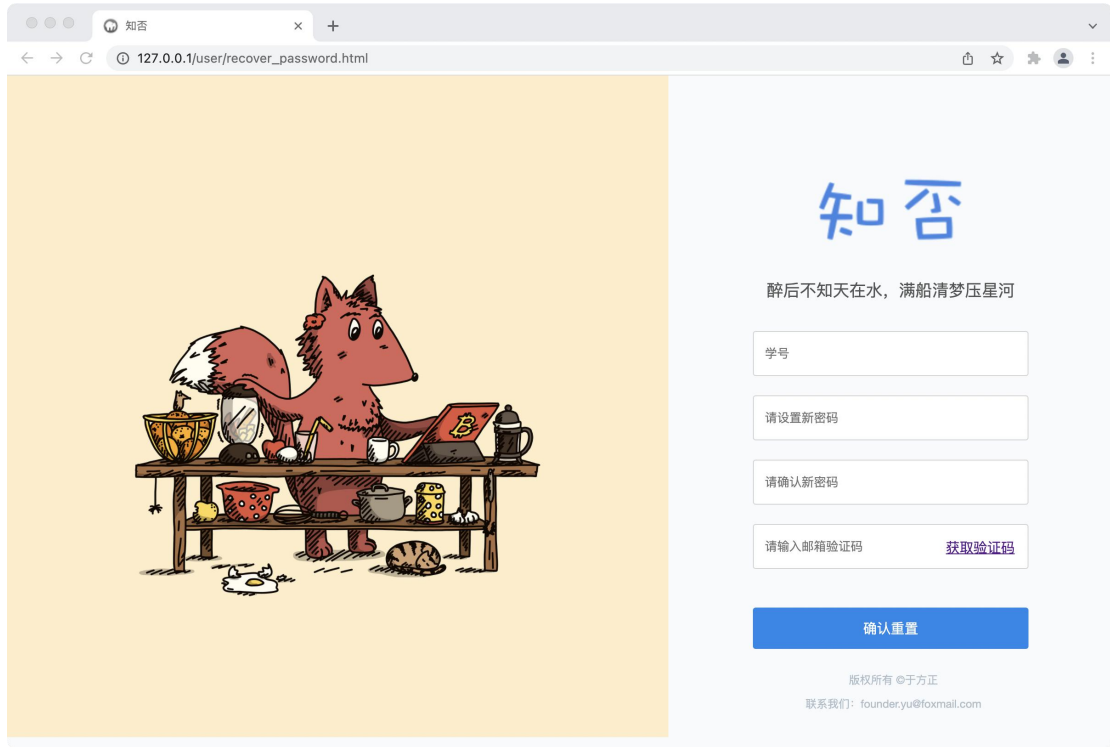 知否
127.0.0.1/user/recover_password.html
知否
醉后不知天在水，满船清梦压星河
学号
请设置新密码
请确认新密码
请输入邮箱验证码 获取验证码
确认重置
版权所有 ©于方正
联系我们：founder.yu@foxmail.com